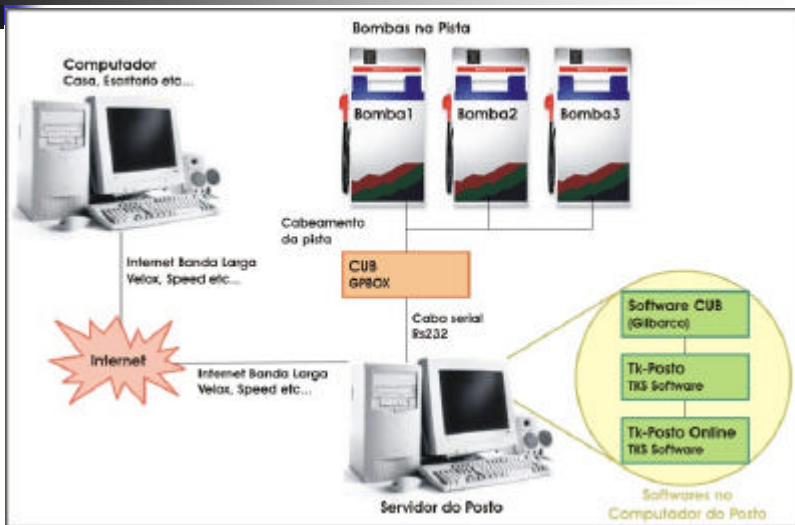 Bombas na Pista
Computador
Casa, Escritorio etc...
Bomba1
Bomba2
Bomba3
Cabeamento
da pista
Internet Banda Larga
Velox, Speed etc...
CUB
GPBOX
Cabo serial
Rs232
Internet
Internet Banda Larga
Velox, Speed etc...
Software CUB
(Gilbarco)
Tk-Posto
TKS Software
Tk-Posto Online
TKS Software
Servidor do Posto
Softwares no
Computador do Posto